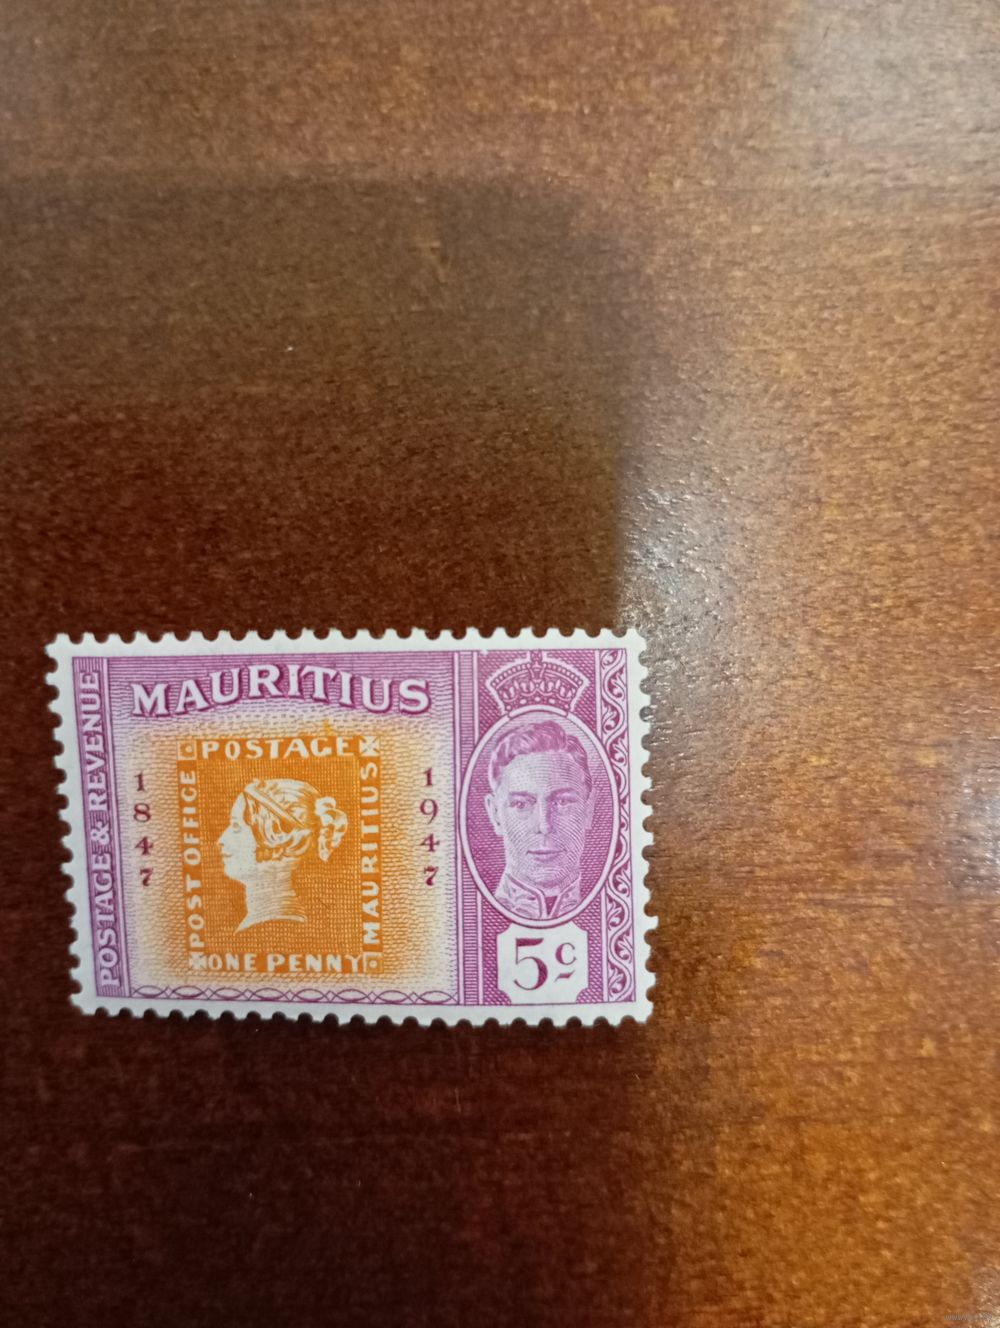 POSTAGE & REVENUE
MAURITIUS
1847
1947
POSTAGE
POST OFFICE
MAURITIUS
ONE PENNY
5c